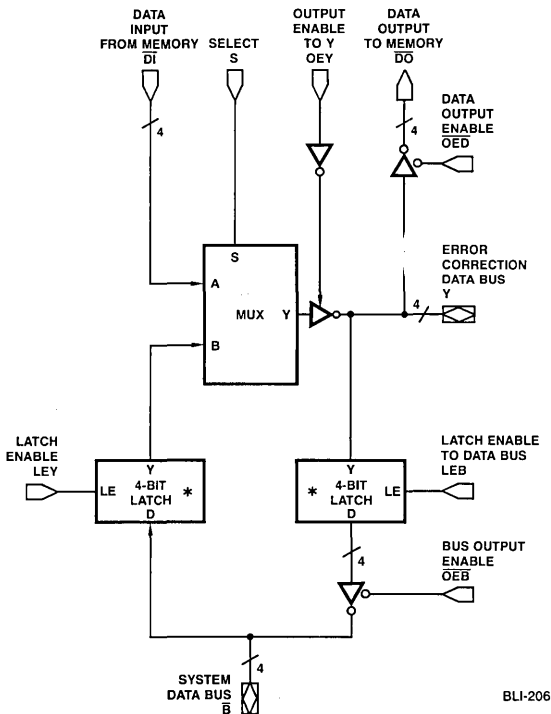 DATA
INPUT
FROM MEMORY
DI
SELECT
S
OUTPUT
ENABLE
TO Y
OEY
DATA
OUTPUT
TO MEMORY
DO
DATA
OUTPUT
ENABLE
OED
4
4
S
A
MUX
Y
B
ERROR
CORRECTION
DATA BUS
Y
4
LATCH
ENABLE
LEY
LE
Y
4-BIT
LATCH
*
D
Y
*
4-BIT
LATCH
LE
D
LATCH ENABLE
TO DATA BUS
LEB
4
BUS OUTPUT
ENABLE
OEB
4
SYSTEM
DATA BUS
B
BLI-206